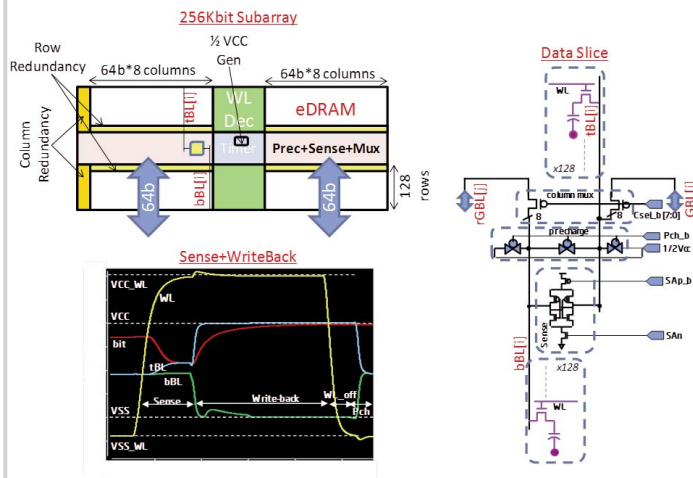 256Kbit Subarray
Row
Redundancy
64b*8 columns
½ VCC
Gen
64b*8 columns
Column
Redundancy
tBL[i]
WL
Dec
eDRAM
Timer
Prec+Sense+Mux
bBL[i]
64b
64b
128
rows
Sense+WriteBack
VCC_WL
WL
VCC
bit
tBL
bBL
VSS
Sense
Write-back
WL_off
Pch
VSS_WL
Data Slice
WL
tBL[i]
x128
rGBL[j]
column mux
8
8
GBL[j]
Csel_b [7:0]
precharge
Pch_b
1/2Vcc
SAp_b
sense
SAn
bBL[i]
x128
WL